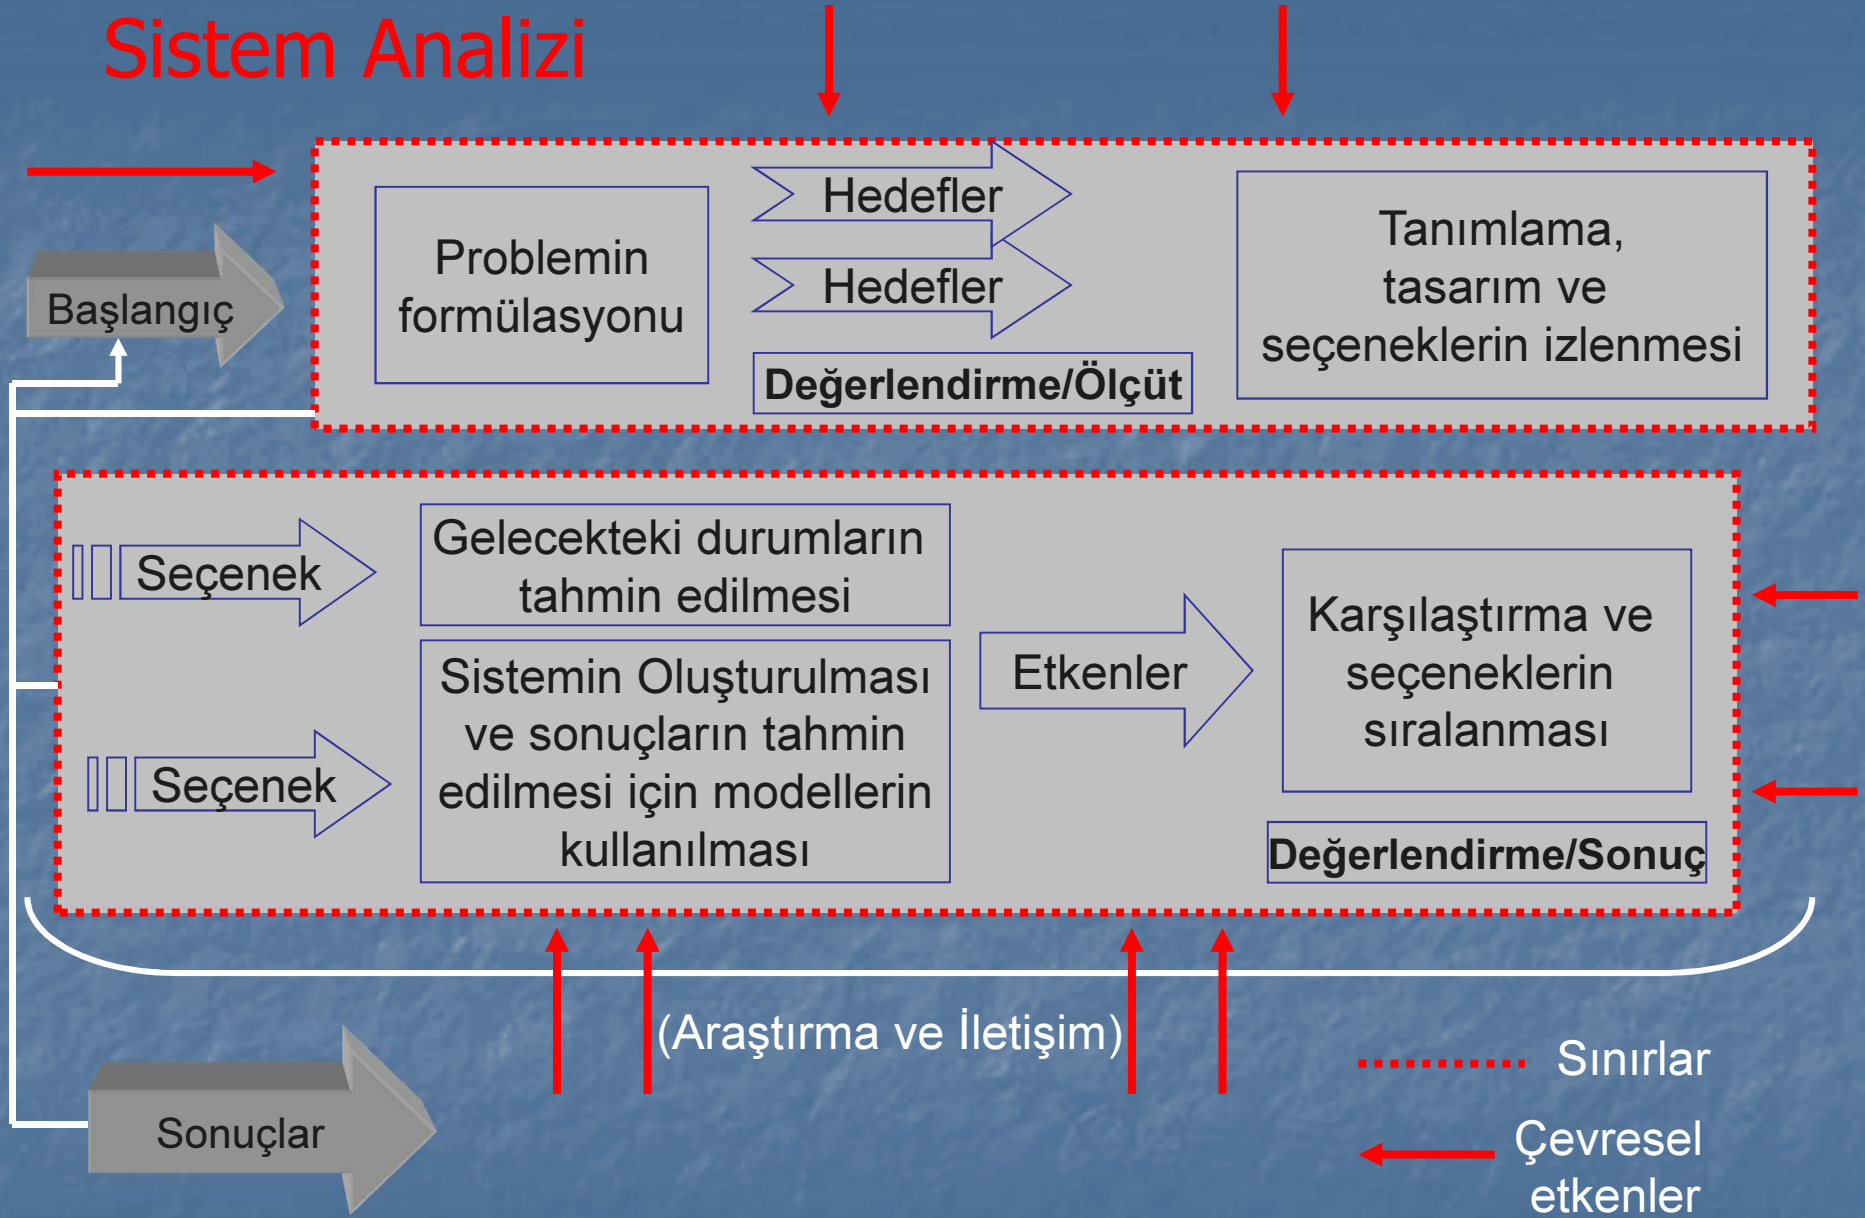 Sistem Analizi
Başlangıç
Problemin
formülasyonu
Hedefler
Hedefler
Değerlendirme/Ölçüt
Tanımlama,
tasarım ve
seçeneklerin izlenmesi
Seçenek
Seçenek
Gelecekteki durumların
tahmin edilmesi
Sistemin Oluşturulması
ve sonuçların tahmin
edilmesi için modellerin
kullanılması
Etkenler
Karşılaştırma ve
seçeneklerin
sıralanması
Değerlendirme/Sonuç
(Araştırma ve İletişim)
Sonuçlar
Sınırlar
Çevresel
etkenler